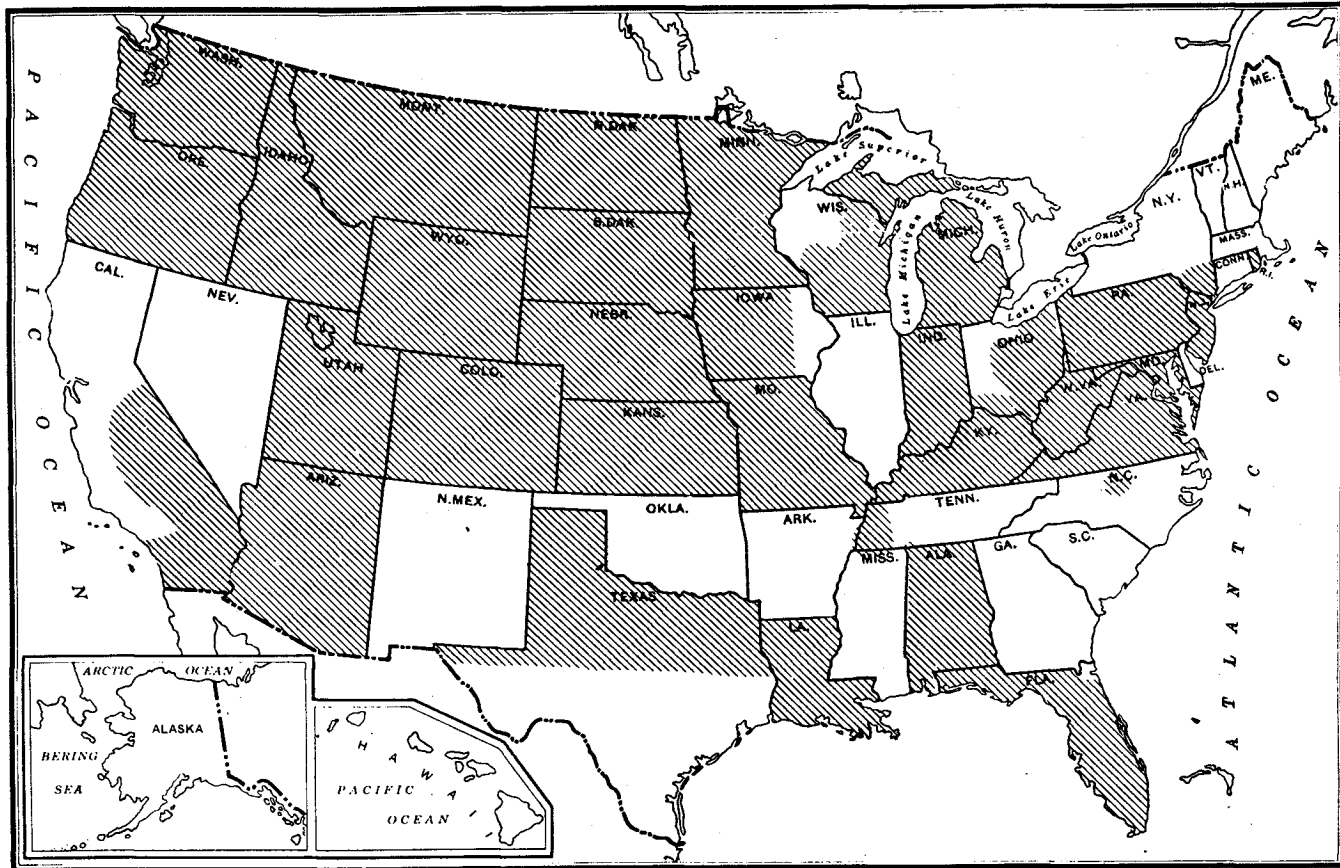 WASH.
MONT.
N.DAK.
MINN.
ME.
ORE.
IDAHO
Lake Superior
VT.
N.H.
N.Y.
WIS.
S.DAK.
WYO.
MICH.
Lake Huron
Lake Michigan
Lake Ontario
MASS.
CONN.
R.I.
Lake Erie
CAL.
NEV.
NEBR.
IOWA
PA.
N.J.
ILL.
IND.
OHIO
UTAH
COLO.
MO.
W.VA.
VA.
MD.
DEL.
KANS.
KY.
ARIZ.
N.MEX.
OKLA.
ARK.
TENN.
N.C.
S.C.
MISS.
ALA.
GA.
TEXAS
LA.
FLA.
PACIFIC OCEAN
ATLANTIC OCEAN
ARCTIC OCEAN
ALASKA
BERING
SEA
HAWAII
PACIFIC
OCEAN